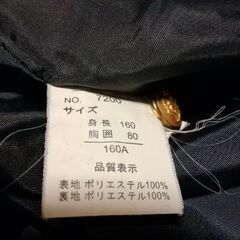 NO. 7200
サイズ
身長 160
胸囲 80
160A
品質表示
表地 ポリエステル100%
裏地 ポリエステル100%